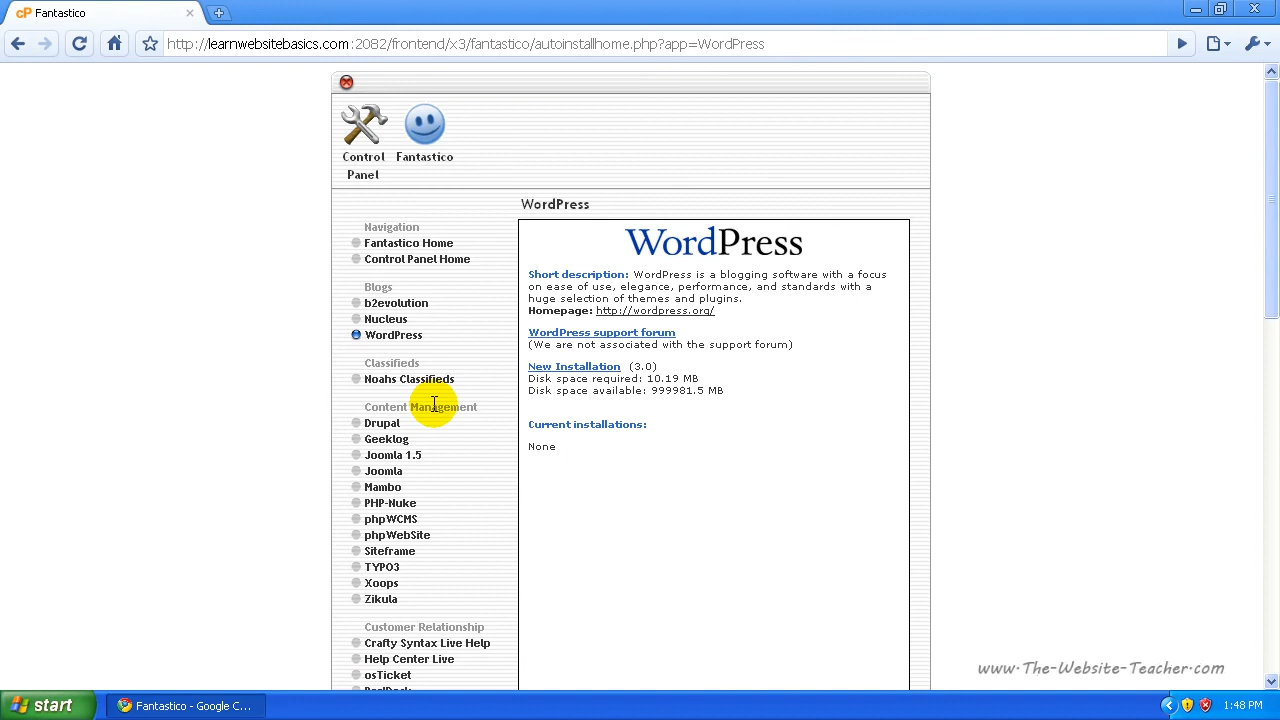 cP Fantastico
http://learnwebsitebasics.com:2082/frontend/x3/fantastico/autoinstallhome.php?app=WordPress
Control Panel
Fantastico
WordPress
Navigation
Fantastico Home
Control Panel Home
Blogs
b2evolution
Nucleus
WordPress
Classifieds
Noahs Classifieds
Content Management
Drupal
Geeklog
Joomla 1.5
Joomla
Mambo
PHP-Nuke
phpWCMS
phpWebSite
Siteframe
TYPO3
Xoops
Zikula
Customer Relationship
Crafty Syntax Live Help
Help Center Live
osTicket
WordPress
Short description: WordPress is a blogging software with a focus
on ease of use, elegance, performance, and standards with a
huge selection of themes and plugins.
Homepage: http://wordpress.org/
WordPress support forum
(We are not associated with the support forum)
New Installation (3.0)
Disk space required: 10.19 MB
Disk space available: 999981.5 MB
Current installations:
None
www.The-Website-Teacher.com
start
Fantastico - Google C...
1:48 PM